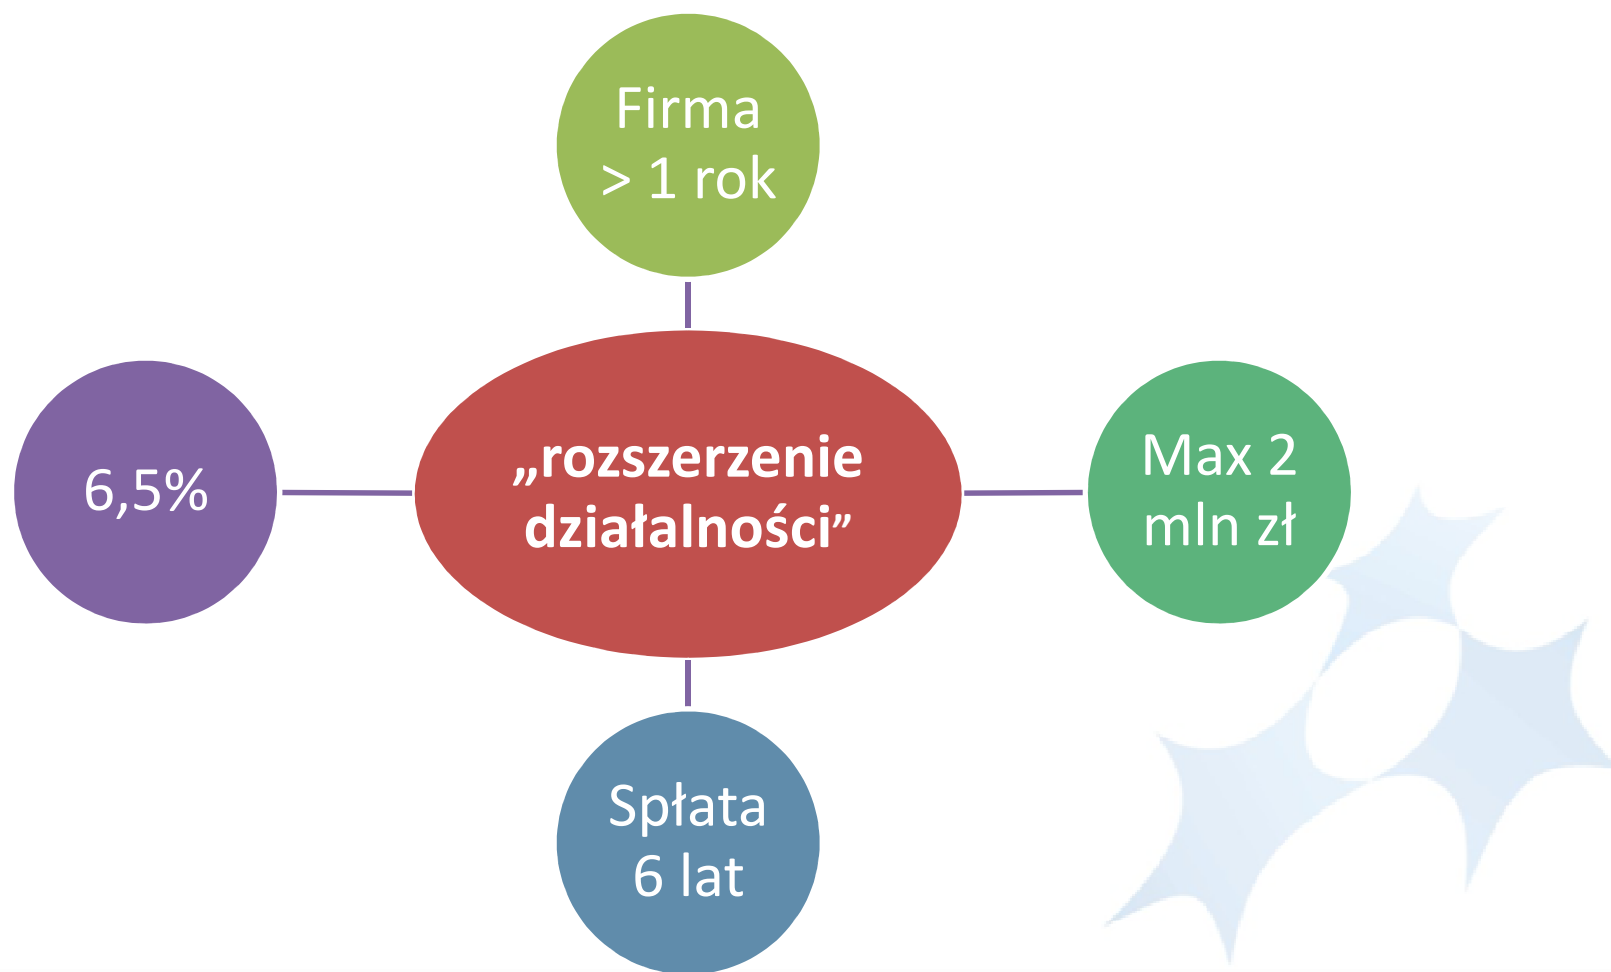 Firma
> 1 rok
6,5%
„rozszerzenie
działalności”
Max 2
mln zł
Spłata
6 lat